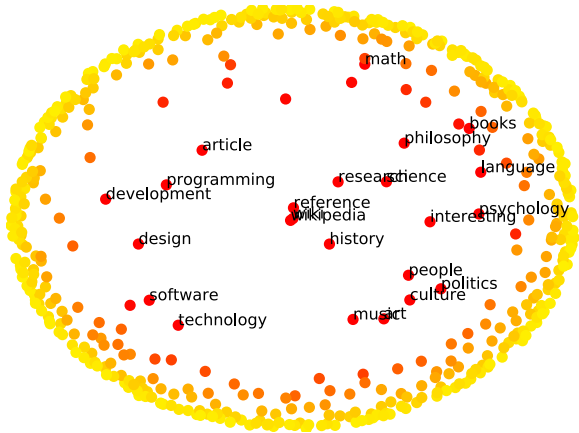 math
books
philosophy
article
language
research
science
programming
development
reference
wiki
wikipedia
psychology
interesting
design
history
people
politics
software
culture
technology
music
art